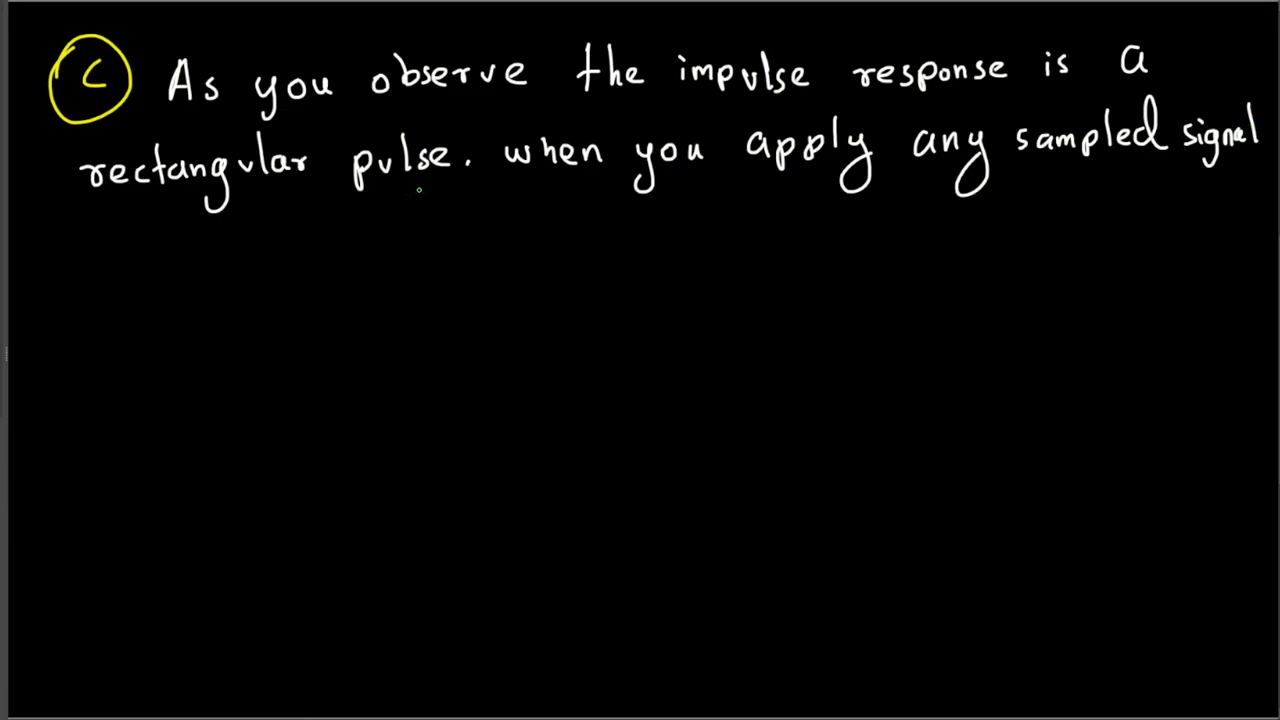 C As you observe the impulse response is a
rectangular pulse. when you apply any sampled signal